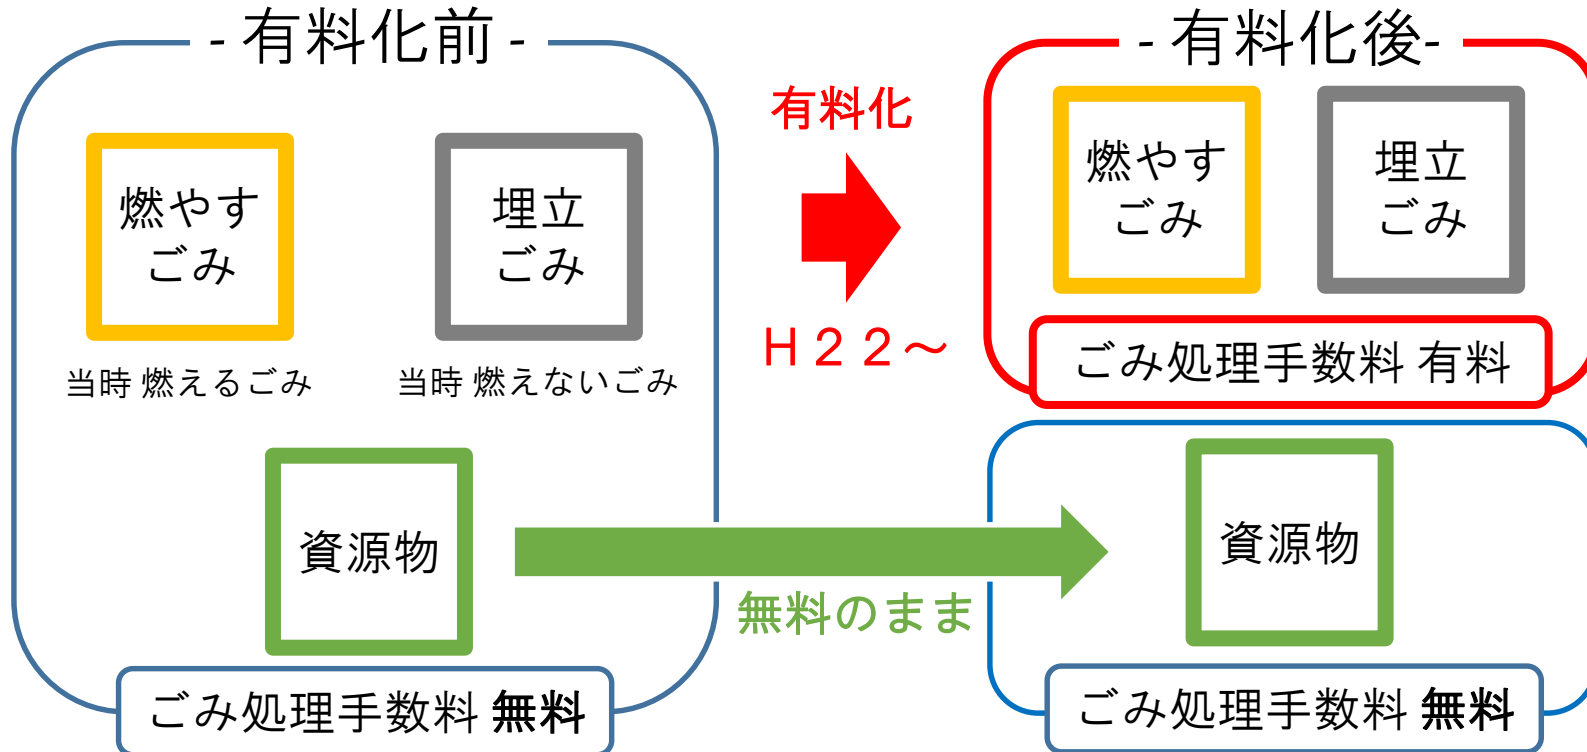 - 有料化前 -
燃やす
ごみ
埋立
ごみ
当時 燃えるごみ
当時 燃えないごみ
資源物
ごみ処理手数料 無料
有料化
H２２～
無料のまま
- 有料化後-
燃やす
ごみ
埋立
ごみ
ごみ処理手数料 有料
資源物
ごみ処理手数料 無料